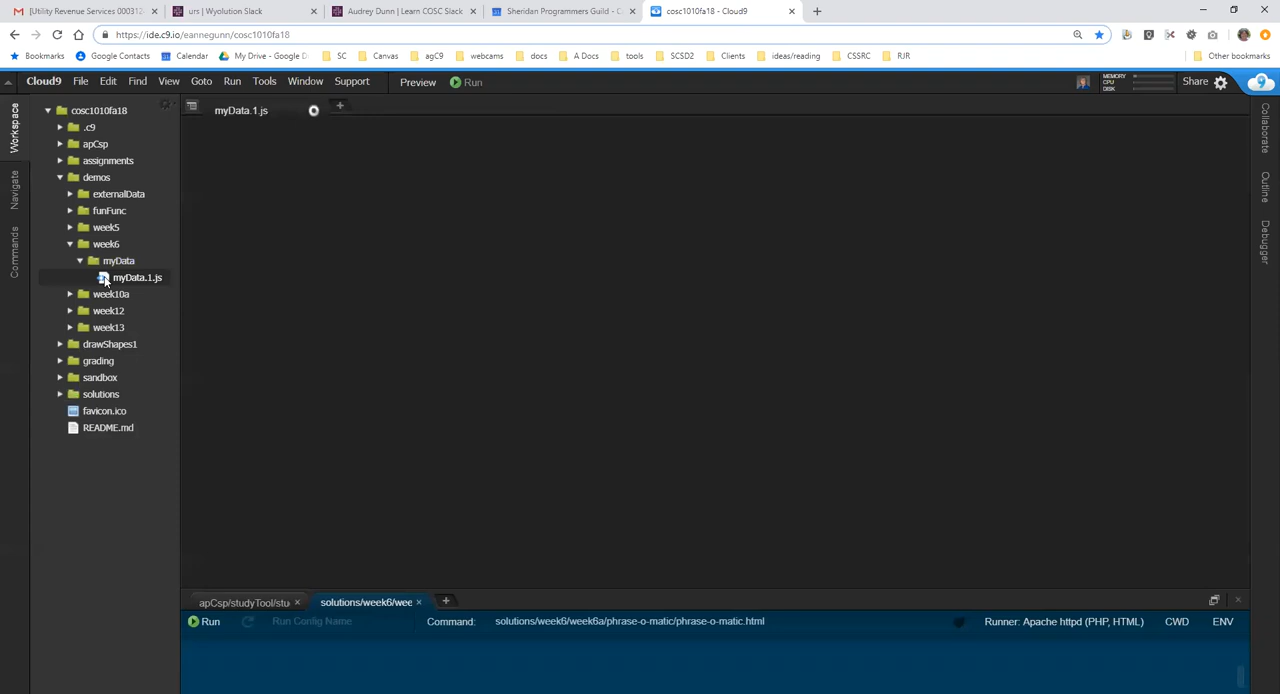 [Utility Revenue Services 000312
urs | Wyolution Slack
Audrey Dunn | Learn COSC Slack
Sheridan Programmers Guild - C
cosc1010fa18 - Cloud9
https://ide.c9.io/eannegunn/cosc1010fa18
Bookmarks
Google Contacts
Calendar
My Drive - Google D
SC
Canvas
agC9
webcams
docs
A Docs
tools
SCSD2
Clients
ideas/reading
CSSRC
RJR
Other bookmarks
Cloud9 File Edit Find View Goto Run Tools Window Support Preview Run
MEMORY
CPU
DISK
Share
Workspace
Navigate
Commands
cosc1010fa18
.c9
apCsp
assignments
demos
externalData
funFunc
week5
week6
myData
myData.1.js
week10a
week12
week13
drawShapes1
grading
sandbox
solutions
favicon.ico
README.md
myData.1.js
Collaborate
Outline
Debugger
apCsp/studyTool/stu
solutions/week6/wee
Run
Run Config Name
Command: solutions/week6/week6a/phrase-o-matic/phrase-o-matic.html
Runner: Apache httpd (PHP, HTML)
CWD
ENV